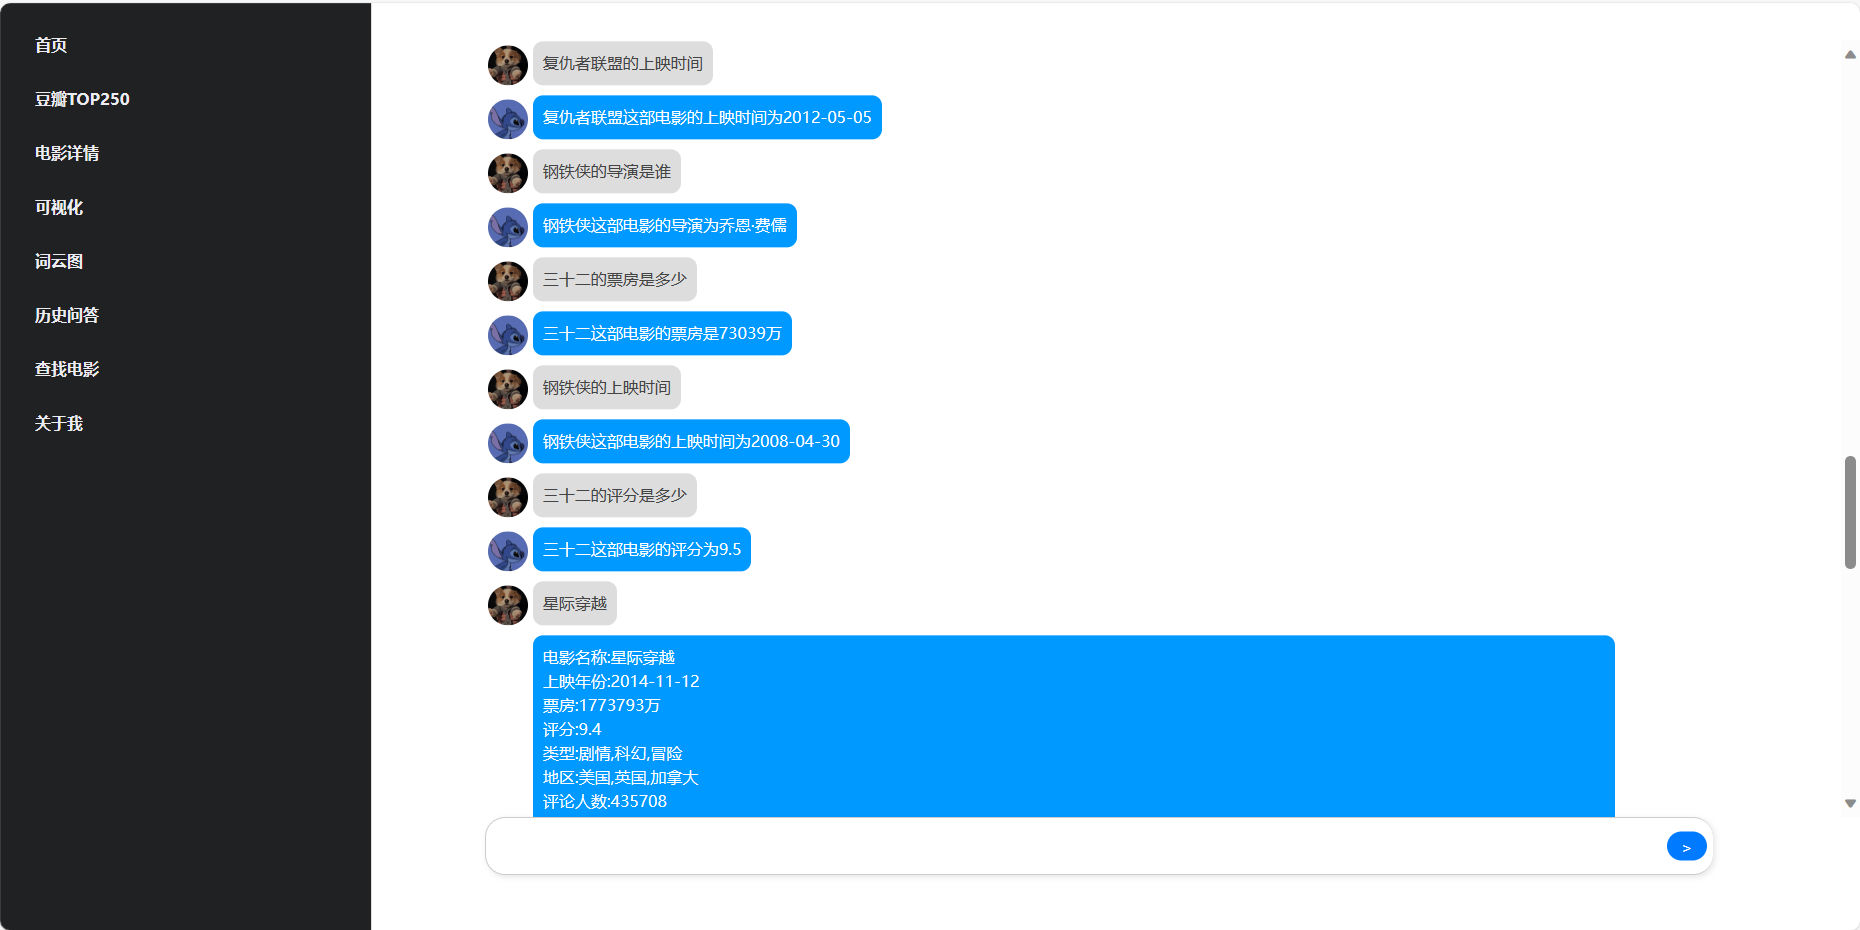 首页
豆瓣TOP250
电影详情
可视化
词云图
历史问答
查找电影
关于我
复仇者联盟的上映时间
复仇者联盟这部电影的上映时间为2012-05-05
钢铁侠的导演是谁
钢铁侠这部电影的导演为乔恩·费儒
三十二的票房是多少
三十二这部电影的票房是73039万
钢铁侠的上映时间
钢铁侠这部电影的上映时间为2008-04-30
三十二的评分是多少
三十二这部电影的评分为9.5
星际穿越
电影名称:星际穿越
上映年份:2014-11-12
票房:1773793万
评分:9.4
类型:剧情,科幻,冒险
地区:美国,英国,加拿大
评论人数:435708
>